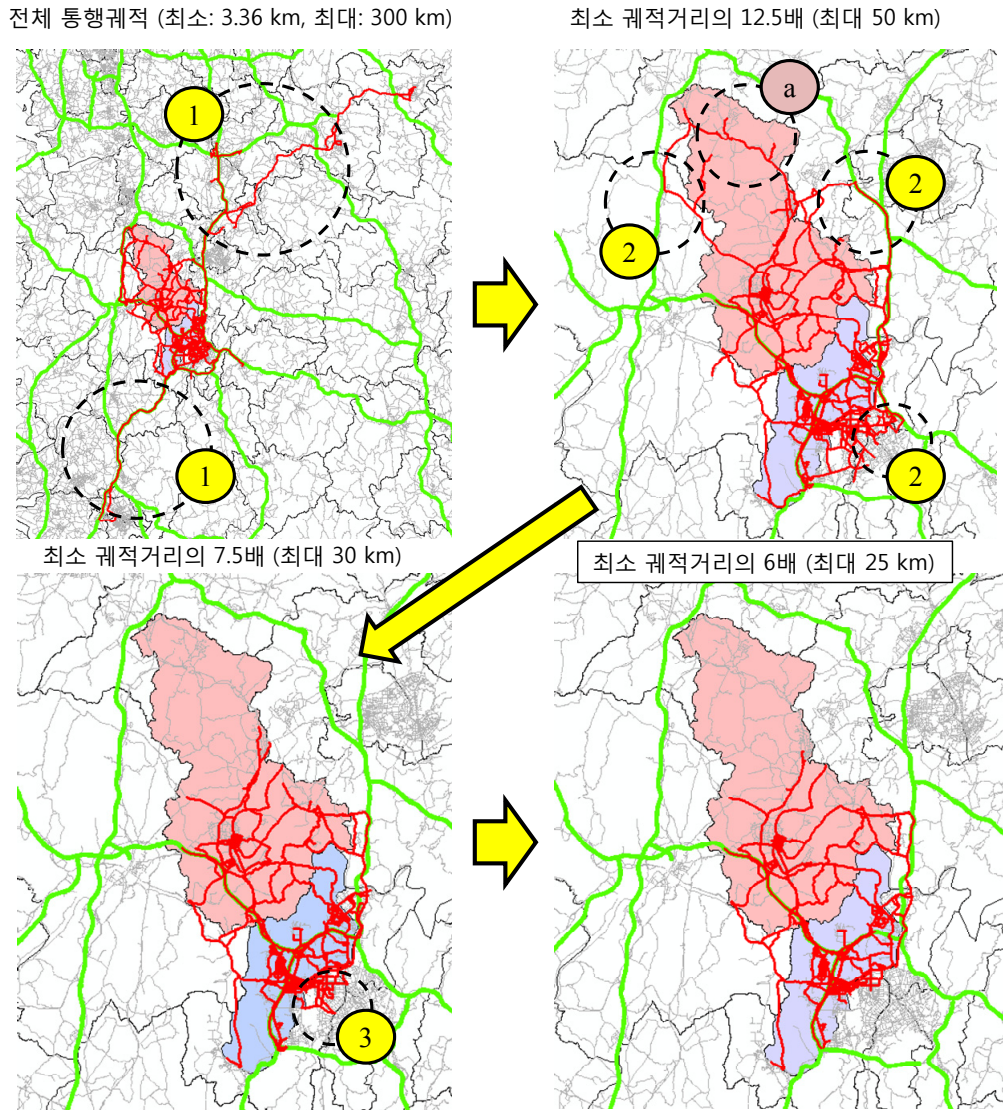 전체 통행궤적 (최소: 3.36 km, 최대: 300 km)
최소 궤적거리의 12.5배 (최대 50 km)
1
1
a
2
2
2
최소 궤적거리의 7.5배 (최대 30 km)
최소 궤적거리의 6배 (최대 25 km)
3